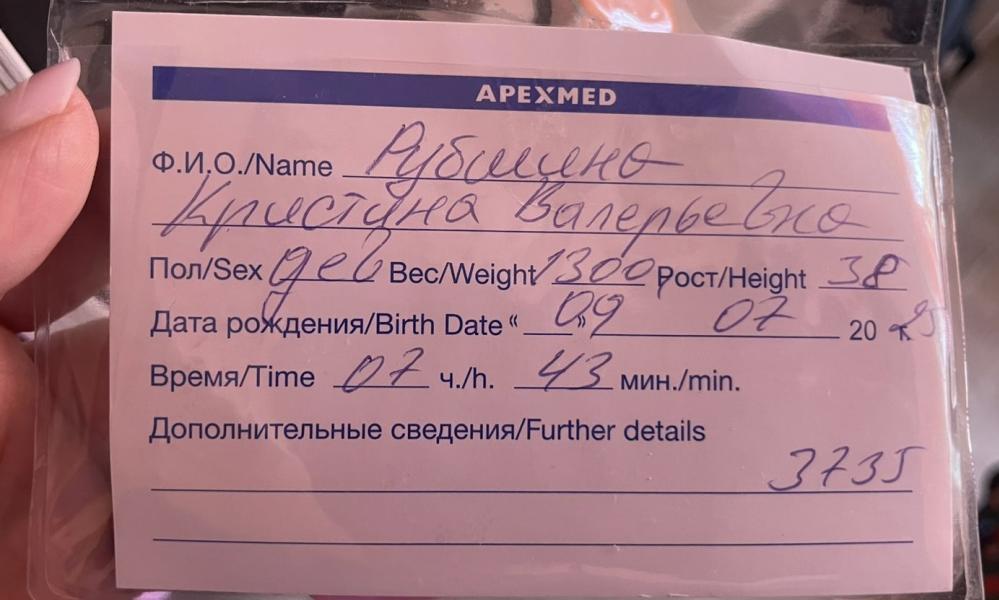 APEXMED
Ф.И.О./Name
Кристина Валерьевна
Пол/Sex дев Вес/Weight 1300 Рост/Height 38
Дата рождения/Birth Date “ 09 ” 07 20 25
Время/Time 07 ч./h. 43 мин./min.
Дополнительные сведения/Further details
3735